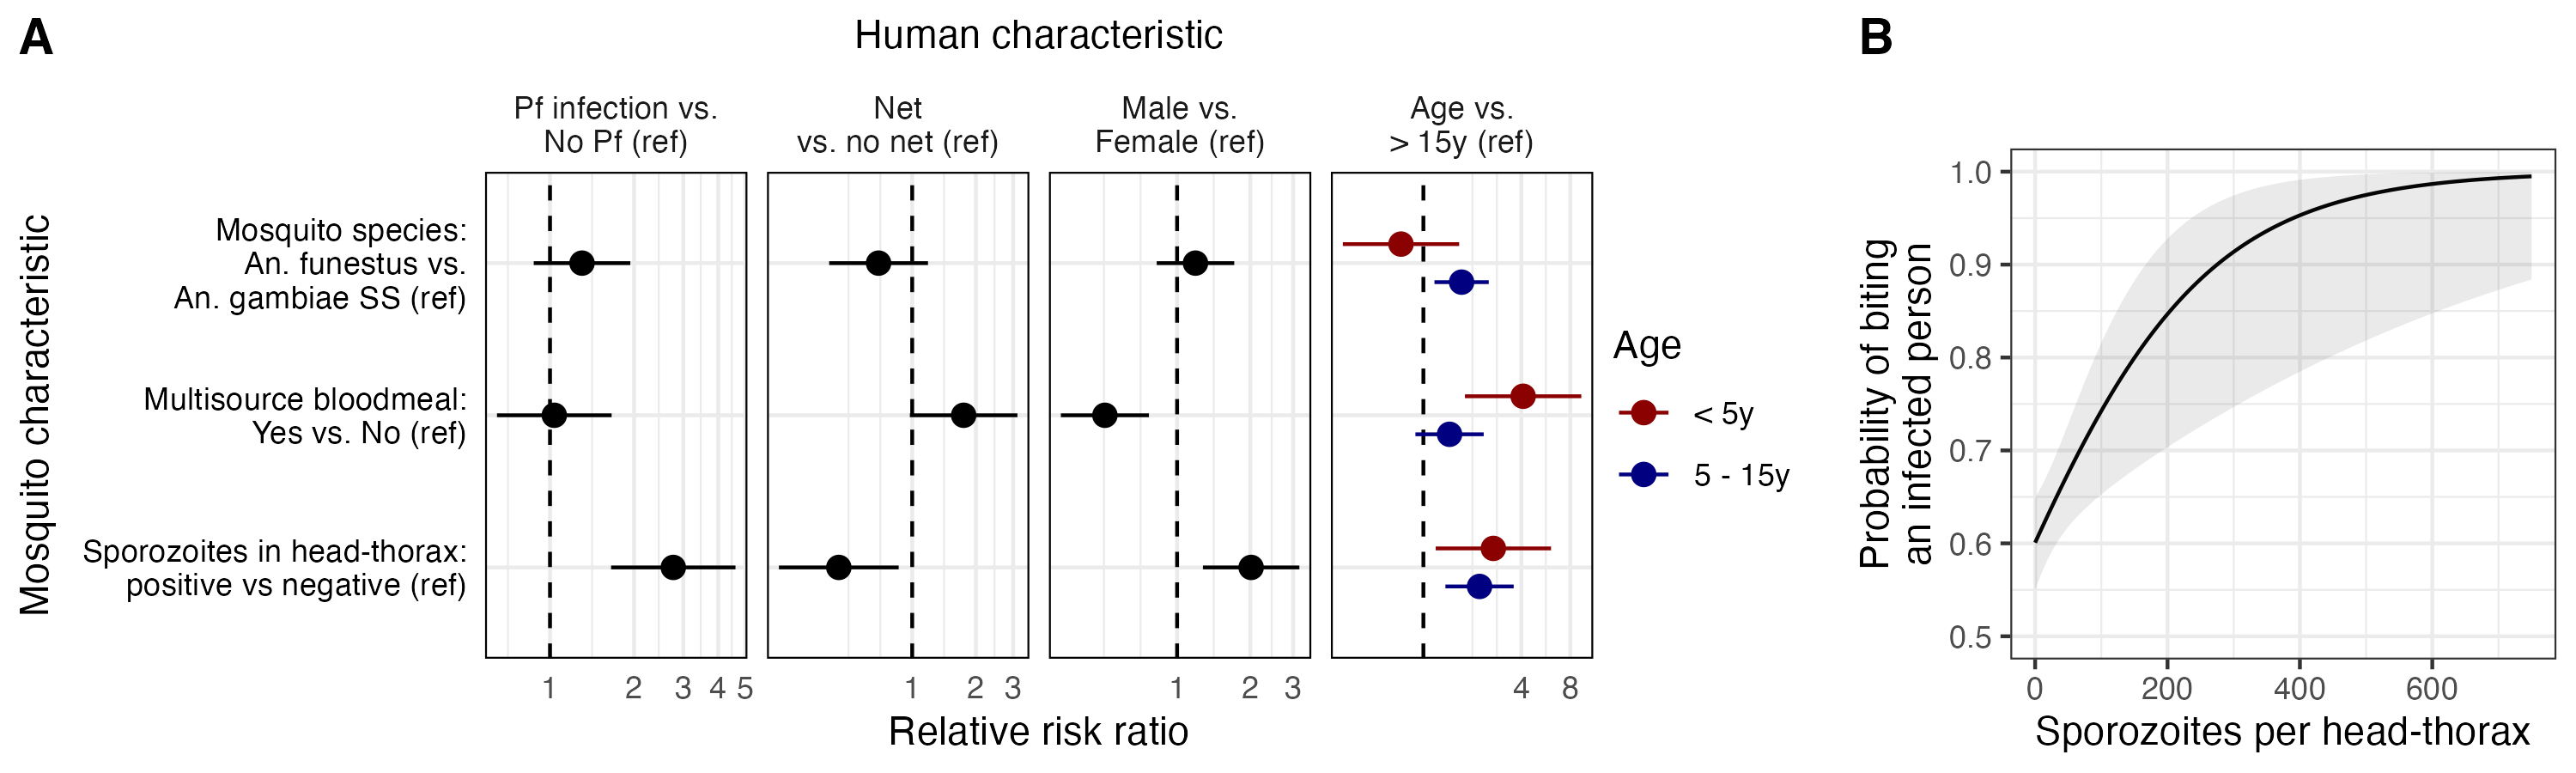 A
Human characteristic
Pf infection vs.
No Pf (ref)
Net
vs. no net (ref)
Male vs.
Female (ref)
Age vs.
> 15y (ref)
Mosquito characteristic
Mosquito species:
An. funestus vs.
An. gambiae SS (ref)
Multisource bloodmeal:
Yes vs. No (ref)
Sporozoites in head-thorax:
positive vs negative (ref)
1 2 3 4 5
1 2 3
1 2 3
4 8
Relative risk ratio
Age
< 5y
5 - 15y
B
Probability of biting
an infected person
1.0
0.9
0.8
0.7
0.6
0.5
0 200 400 600
Sporozoites per head-thorax